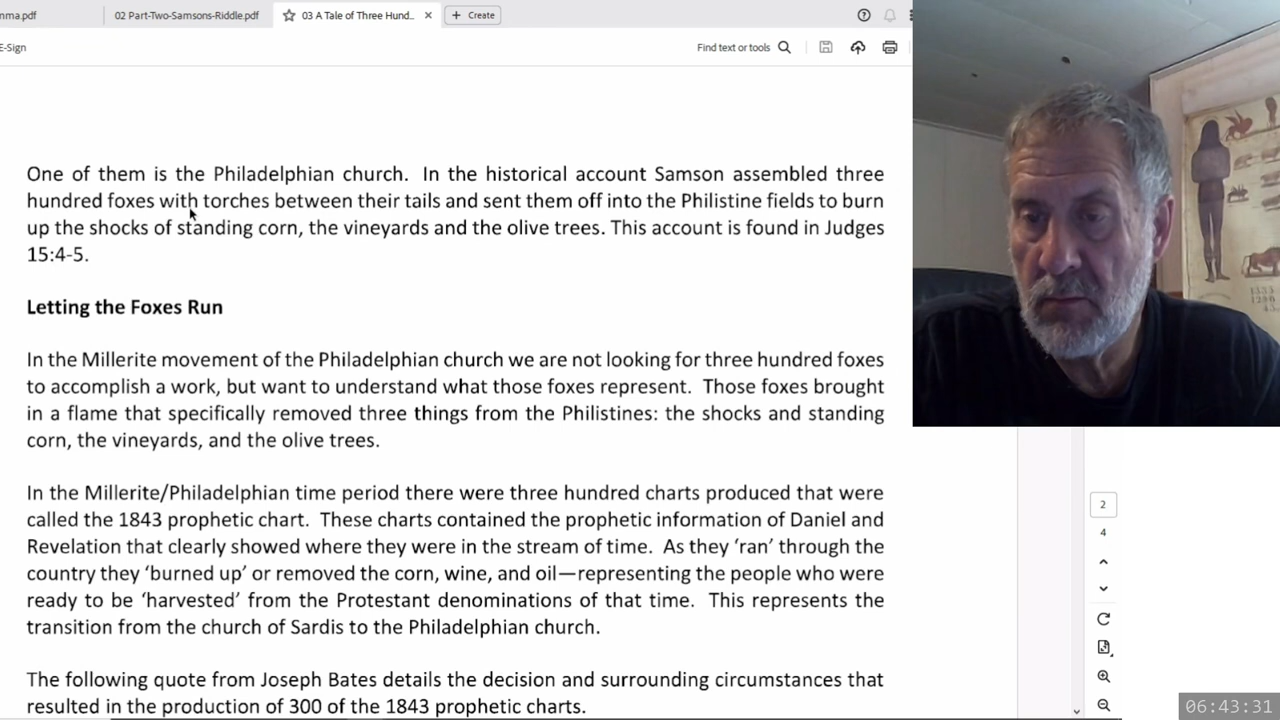 mma.pdf
02 Part-Two-Samsons-Riddle.pdf
03 A Tale of Three Hund...
Create
E-Sign
Find text or tools
One of them is the Philadelphian church. In the historical account Samson assembled three
hundred foxes with torches between their tails and sent them off into the Philistine fields to burn
up the shocks of standing corn, the vineyards and the olive trees. This account is found in Judges
15:4-5.
Letting the Foxes Run
In the Millerite movement of the Philadelphian church we are not looking for three hundred foxes
to accomplish a work, but want to understand what those foxes represent. Those foxes brought
in a flame that specifically removed three things from the Philistines: the shocks and standing
corn, the vineyards, and the olive trees.
In the Millerite/Philadelphian time period there were three hundred charts produced that were
called the 1843 prophetic chart. These charts contained the prophetic information of Daniel and
Revelation that clearly showed where they were in the stream of time. As they ‘ran’ through the
country they ‘burned up’ or removed the corn, wine, and oil—representing the people who were
ready to be ‘harvested’ from the Protestant denominations of that time. This represents the
transition from the church of Sardis to the Philadelphian church.
The following quote from Joseph Bates details the decision and surrounding circumstances that
resulted in the production of 300 of the 1843 prophetic charts.
2
4
06:43:31